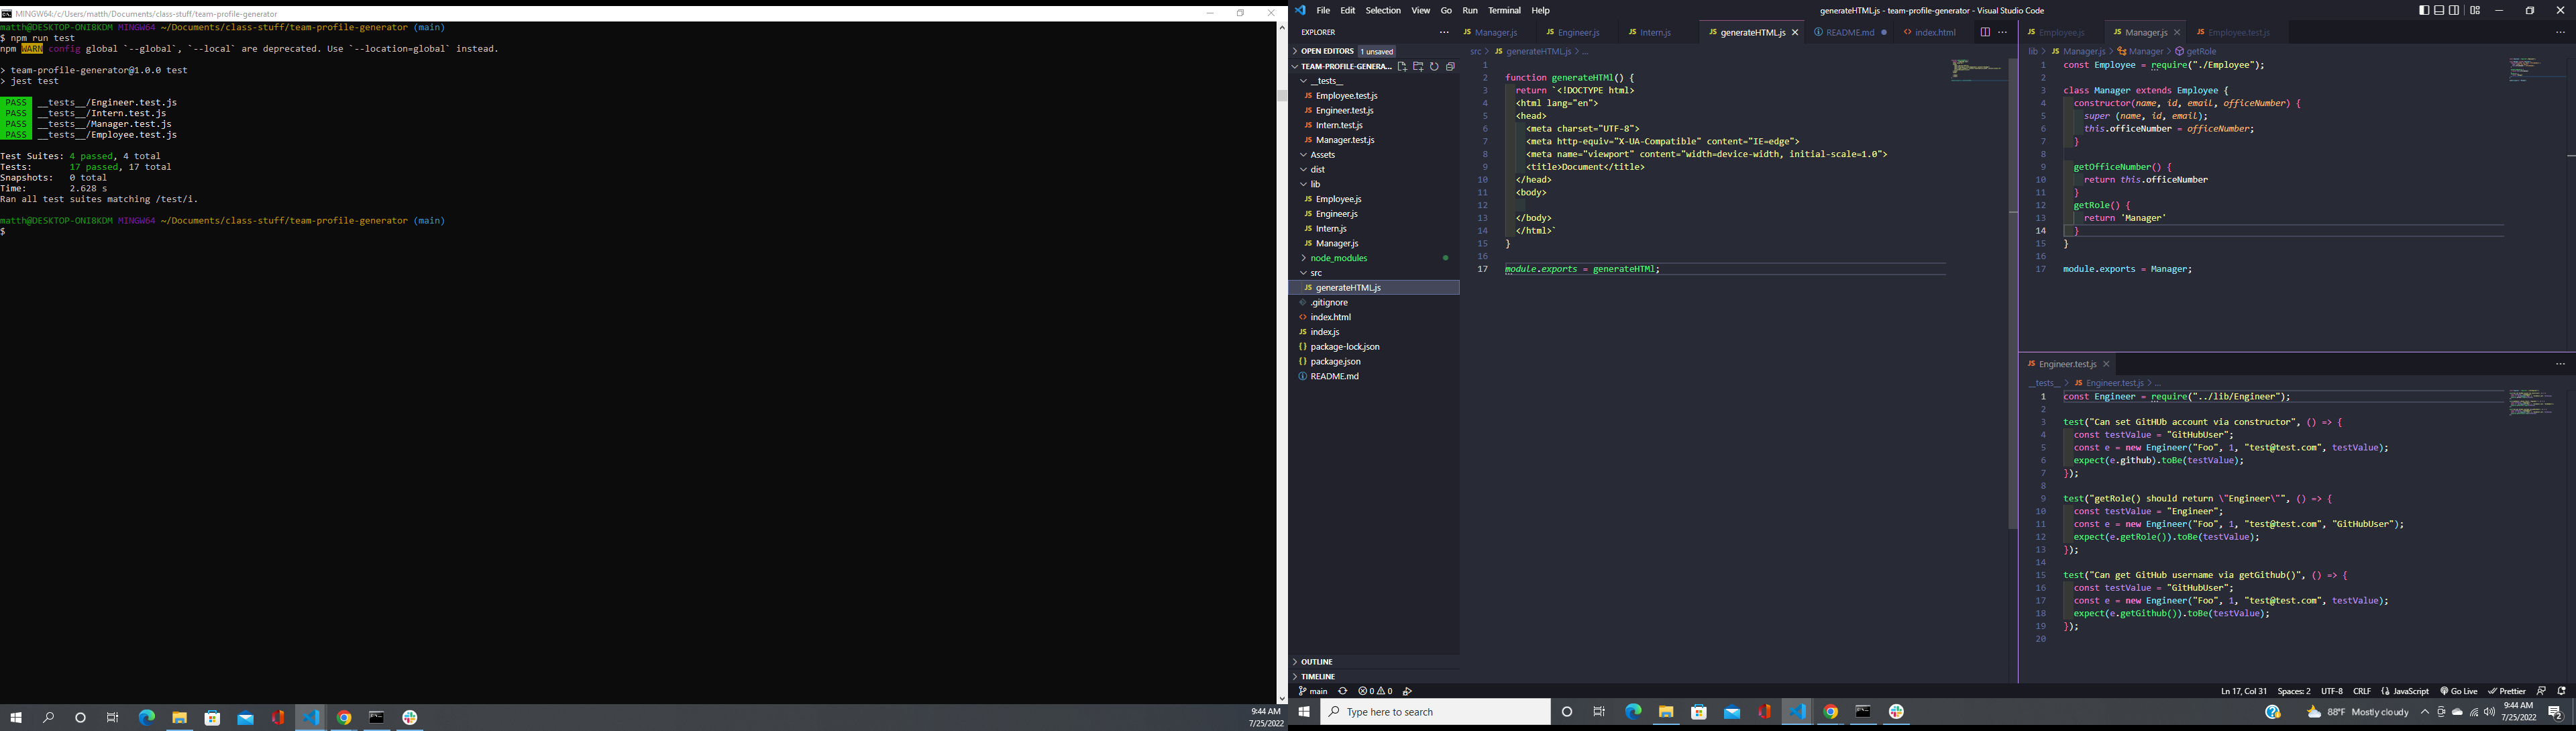 MINGW64:/c/Users/matth/Documents/class-stuff/team-profile-generator
matth@DESKTOP-ONI8KDM MINGW64 ~/Documents/class-stuff/team-profile-generator (main)
$ npm run test
npm WARN config global `--global`, `--local` are deprecated. Use `--location=global` instead.
> team-profile-generator@1.0.0 test
> jest test
PASS __tests__/Engineer.test.js
PASS __tests__/Intern.test.js
PASS __tests__/Manager.test.js
PASS __tests__/Employee.test.js
Test Suites: 4 passed, 4 total
Tests: 17 passed, 17 total
Snapshots: 0 total
Time: 2.628 s
Ran all test suites matching /test/i.
matth@DESKTOP-ONI8KDM MINGW64 ~/Documents/class-stuff/team-profile-generator (main)
$
9:44 AM
7/25/2022
File Edit Selection View Go Run Terminal Help
generateHTML.js - team-profile-generator - Visual Studio Code
EXPLORER
OPEN EDITORS 1 unsaved
TEAM-PROFILE-GENERA...
__tests__
JS Employee.test.js
JS Engineer.test.js
JS Intern.test.js
JS Manager.test.js
Assets
dist
lib
JS Employee.js
JS Engineer.js
JS Intern.js
JS Manager.js
node_modules
src
JS generateHTML.js
.gitignore
<> index.html
JS index.js
{} package-lock.json
{} package.json
README.md
OUTLINE
TIMELINE
JS Manager.js JS Engineer.js JS Intern.js JS generateHTML.js README.md <> index.html
src > JS generateHTML.js > ...
1
2 function generateHTMl() {
3 return `<!DOCTYPE html>
4 <html lang="en">
5 <head>
6 <meta charset="UTF-8">
7 <meta http-equiv="X-UA-Compatible" content="IE=edge">
8 <meta name="viewport" content="width=device-width, initial-scale=1.0">
9 <title>Document</title>
10 </head>
11 <body>
12
13 </body>
14 </html>`
15 }
16
17 module.exports = generateHTMl;
JS Employee.js JS Manager.js JS Employee.test.js
lib > JS Manager.js > Manager > getRole
1 const Employee = require("./Employee");
2
3 class Manager extends Employee {
4 constructor(name, id, email, officeNumber) {
5 super (name, id, email);
6 this.officeNumber = officeNumber;
7 }
8
9 getOfficeNumber() {
10 return this.officeNumber
11 }
12 getRole() {
13 return 'Manager'
14 }
15 }
16
17 module.exports = Manager;
JS Engineer.test.js
__tests__ > JS Engineer.test.js > ...
1 const Engineer = require("../lib/Engineer");
2
3 test("Can set GitHUb account via constructor", () => {
4 const testValue = "GitHubUser";
5 const e = new Engineer("Foo", 1, "test@test.com", testValue);
6 expect(e.github).toBe(testValue);
7 });
8
9 test("getRole() should return \"Engineer\"", () => {
10 const testValue = "Engineer";
11 const e = new Engineer("Foo", 1, "test@test.com", "GitHubUser");
12 expect(e.getRole()).toBe(testValue);
13 });
14
15 test("Can get GitHub username via getGithub()", () => {
16 const testValue = "GitHubUser";
17 const e = new Engineer("Foo", 1, "test@test.com", testValue);
18 expect(e.getGithub()).toBe(testValue);
19 });
20
main 0 0 Ln 17, Col 31 Spaces: 2 UTF-8 CRLF JavaScript Go Live Prettier
Type here to search
88°F Mostly cloudy
9:44 AM
7/25/2022
2